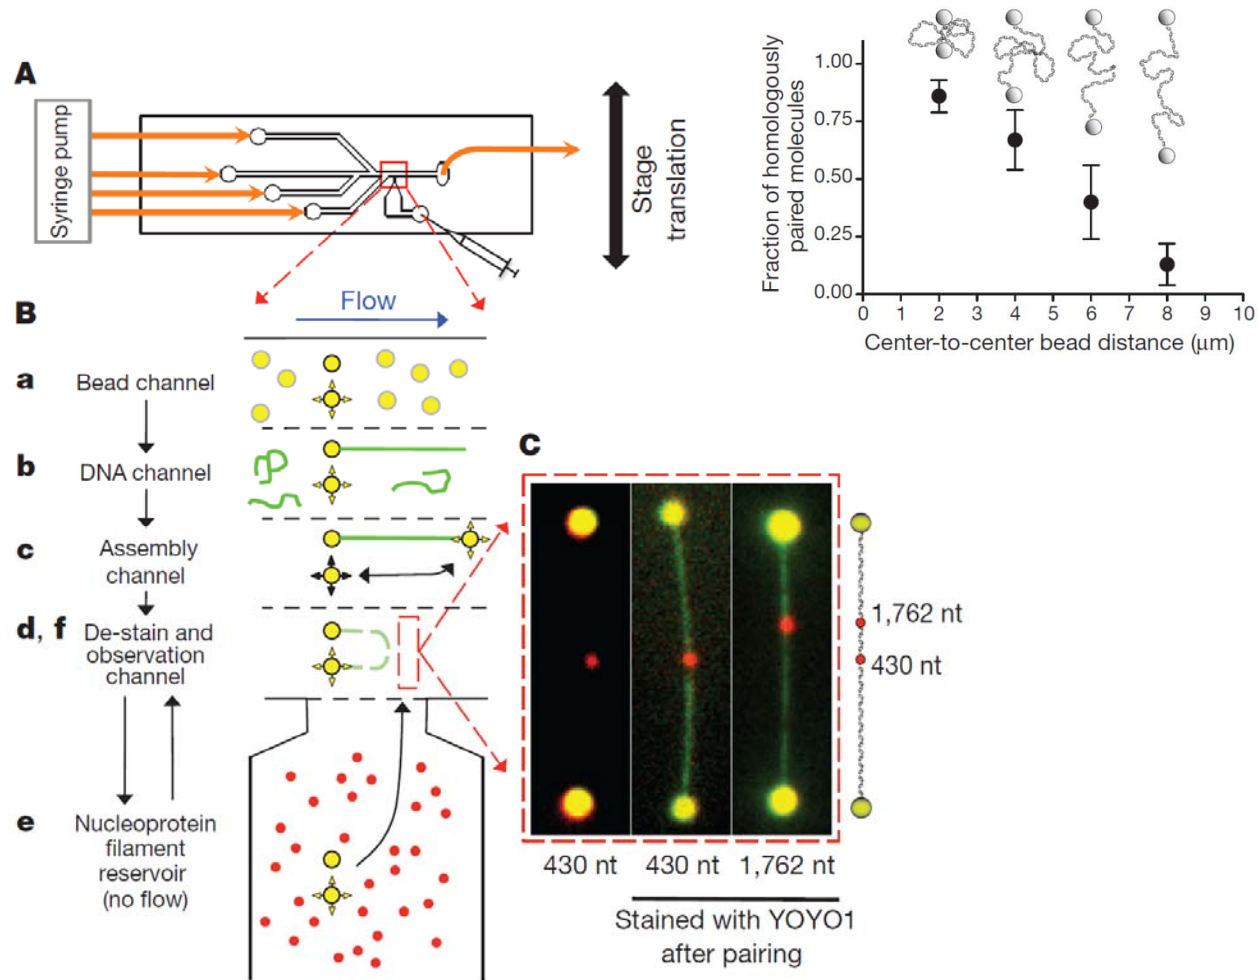 A
Syringe pump
Stage
translation
Fraction of homologously
paired molecules
1.00
0.75
0.50
0.25
0.00
0
1
2
3
4
5
6
7
8
9
10
Center-to-center bead distance (μm)
B
Flow
a
Bead channel
b
DNA channel
c
Assembly
channel
d, f
De-stain and
observation
channel
e
Nucleoprotein
filament
reservoir
(no flow)
C
1,762 nt
430 nt
430 nt
430 nt
1,762 nt
Stained with YOYO1
after pairing